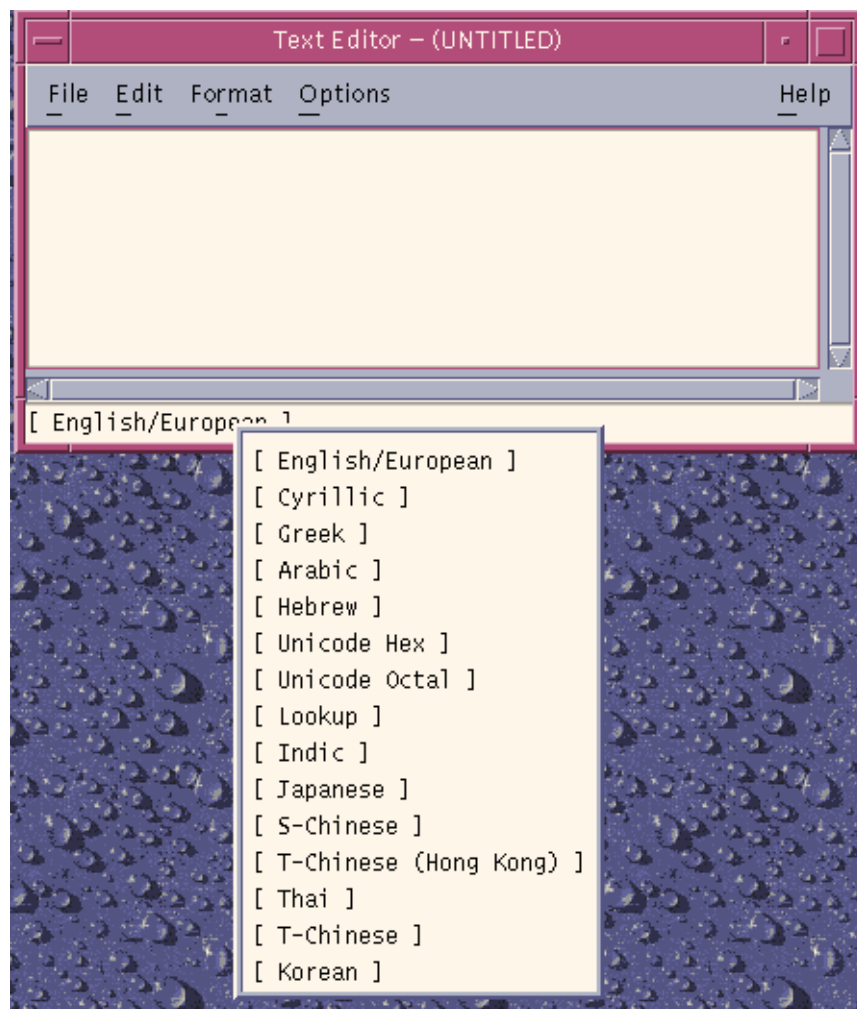 Text Editor – (UNTITLED)
File Edit Format Options Help
[ English/European ]
[ English/European ]
[ Cyrillic ]
[ Greek ]
[ Arabic ]
[ Hebrew ]
[ Unicode Hex ]
[ Unicode Octal ]
[ Lookup ]
[ Indic ]
[ Japanese ]
[ S-Chinese ]
[ T-Chinese (Hong Kong) ]
[ Thai ]
[ T-Chinese ]
[ Korean ]